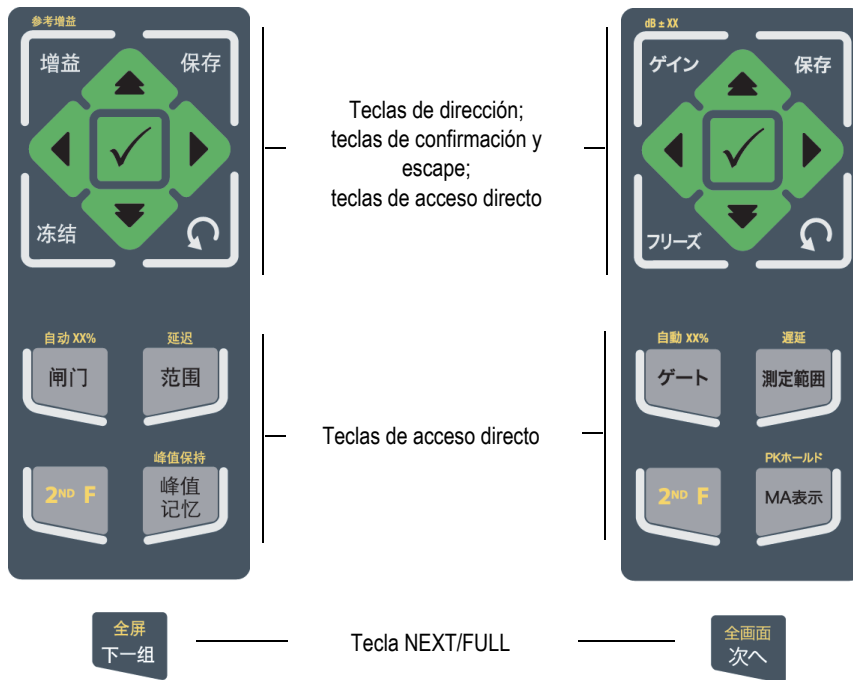 参考增益
增益
保存
冻结
自动 XX%
延迟
闸门
范围
峰值保持
2ND F
峰值
记忆
全屏
下一组
Teclas de dirección;
teclas de confirmación y
escape;
teclas de acceso directo
Teclas de acceso directo
Tecla NEXT/FULL
dB ± XX
ゲイン
保存
フリーズ
自動 XX%
遅延
ゲート
測定範囲
PKホールド
2ND F
MA表示
全画面
次へ